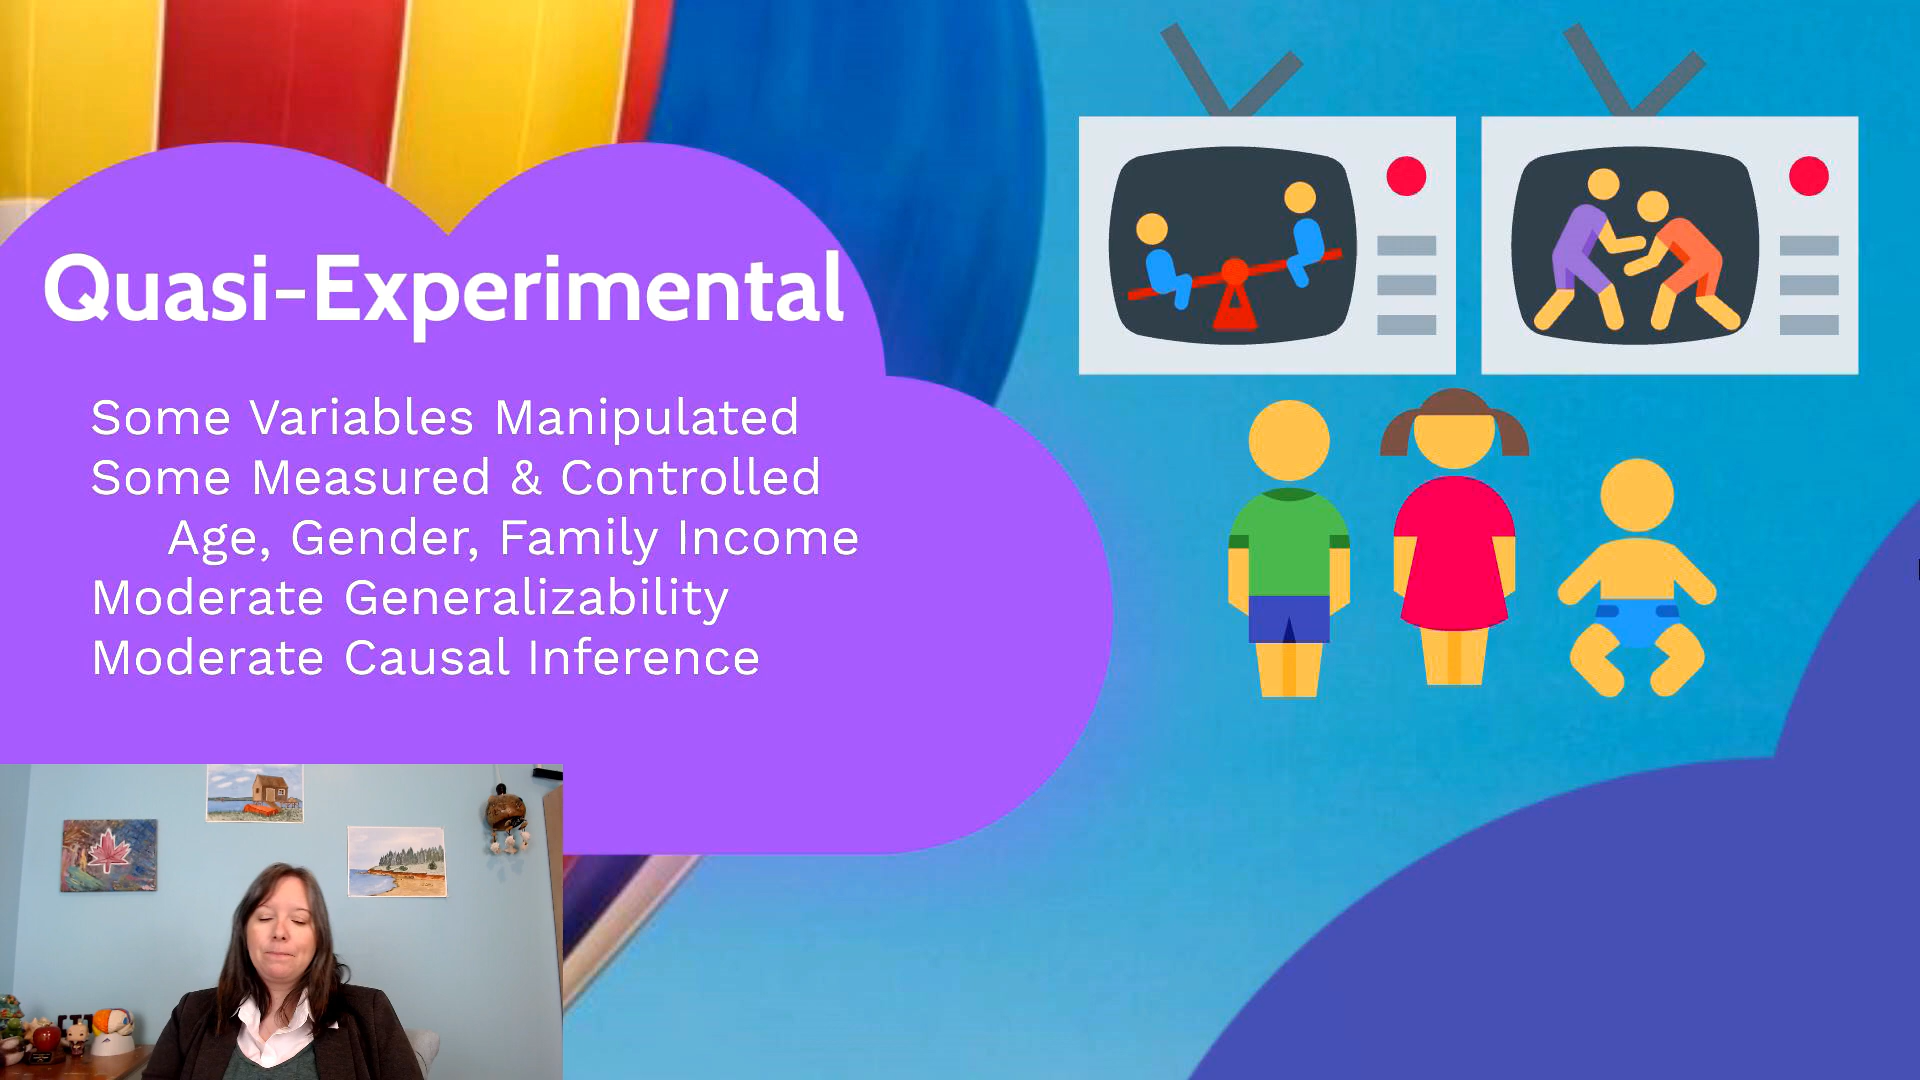 Quasi-Experimental
Some Variables Manipulated
Some Measured & Controlled
Age, Gender, Family Income
Moderate Generalizability
Moderate Causal Inference